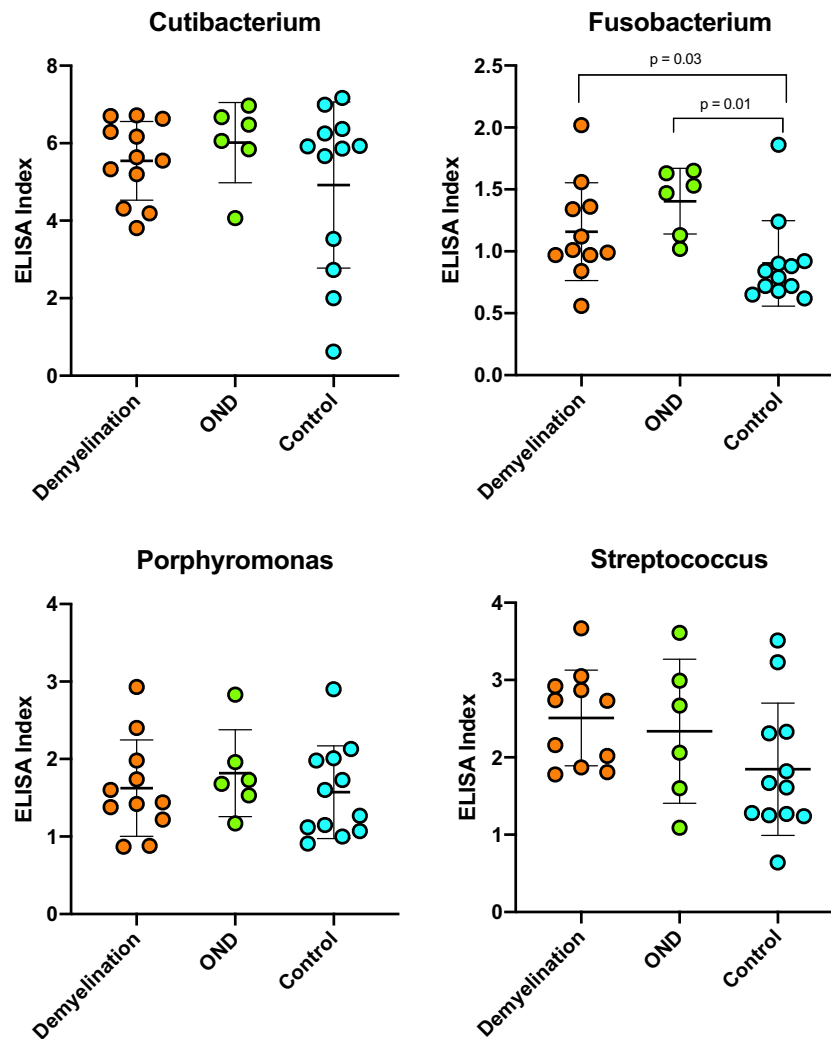 Cutibacterium
ELISA Index
8
6
4
2
0
Demyelination
OND
Control
Fusobacterium
p = 0.03
p = 0.01
ELISA Index
2.5
2.0
1.5
1.0
0.5
0.0
Demyelination
OND
Control
Porphyromonas
ELISA Index
4
3
2
1
0
Demyelination
OND
Control
Streptococcus
ELISA Index
4
3
2
1
0
Demyelination
OND
Control